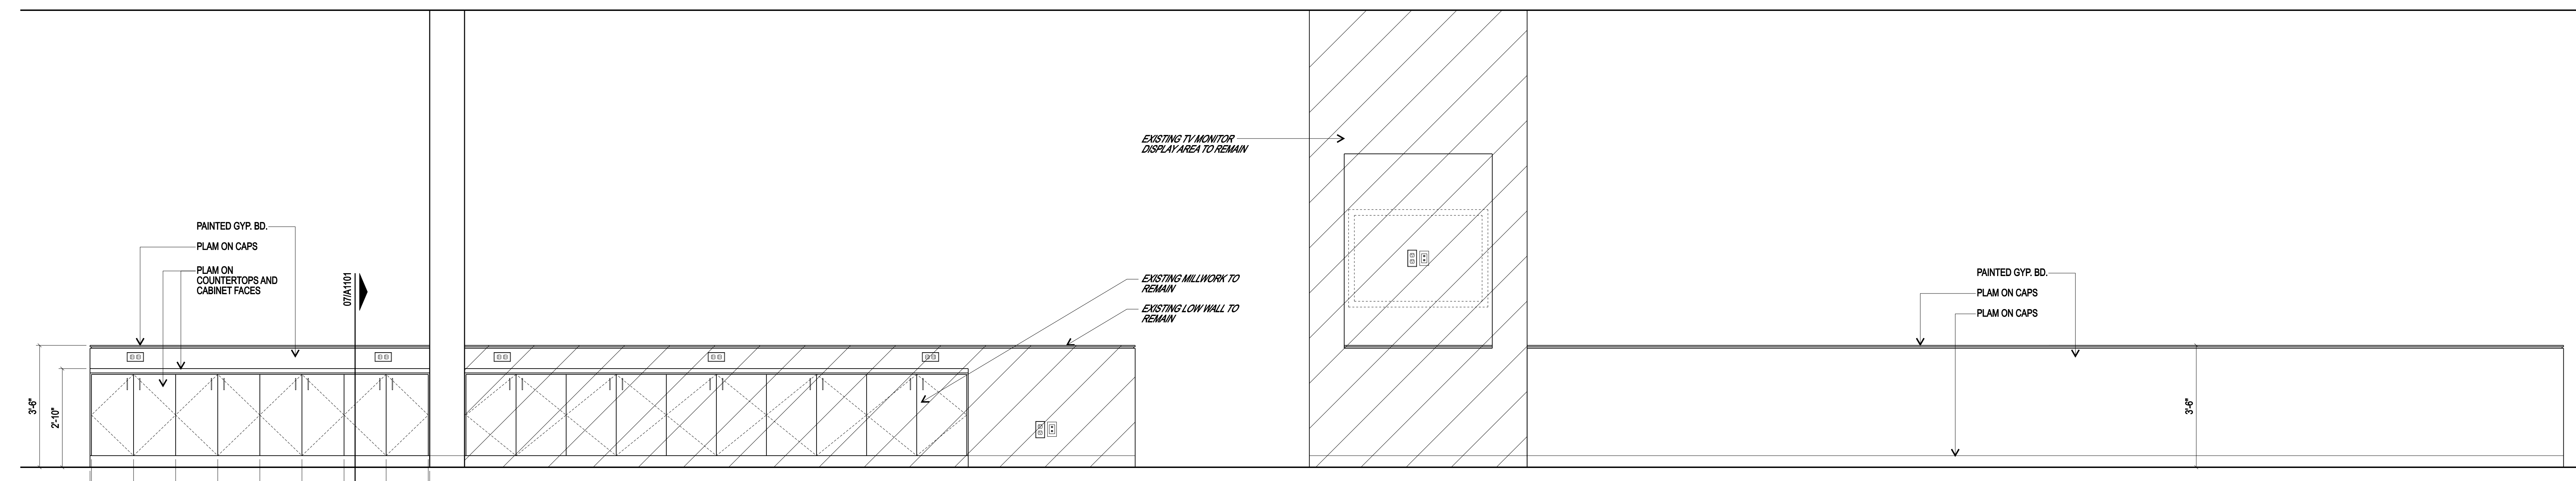 EXISTING TV MONITOR
DISPLAY AREA TO REMAIN
PAINTED GYP. BD.
PLAM ON CAPS
PLAM ON
COUNTERTOPS AND
CABINET FACES
07/A1101
EXISTING MILLWORK TO
REMAIN
EXISTING LOW WALL TO
REMAIN
PAINTED GYP. BD.
PLAM ON CAPS
PLAM ON CAPS
3'-6"
2'-10"
3'-6"